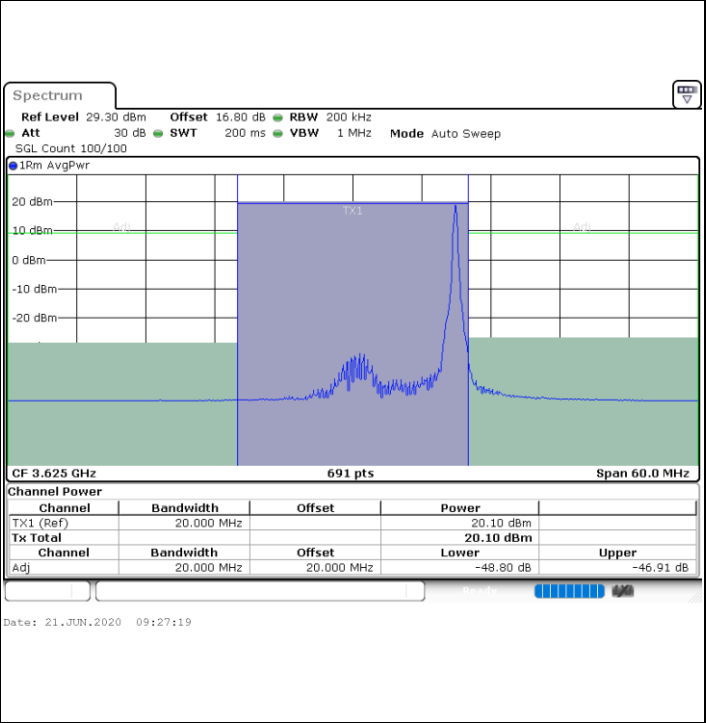 Spectrum
Ref Level 29.30 dBm Offset 16.80 dB RBW 200 kHz
Att 30 dB SWT 200 ms VBW 1 MHz Mode Auto Sweep
SGL Count 100/100
1Rm AvgPwr
20 dBm
TX1
Adj Adj
10 dBm
0 dBm
-10 dBm
-20 dBm
CF 3.625 GHz 691 pts Span 60.0 MHz
Channel Power
Channel Bandwidth Offset Power
TX1 (Ref) 20.000 MHz 20.10 dBm
Tx Total 20.10 dBm
Channel Bandwidth Offset Lower Upper
Adj 20.000 MHz 20.000 MHz -48.80 dB -46.91 dB
Ready
Date: 21.JUN.2020 09:27:19